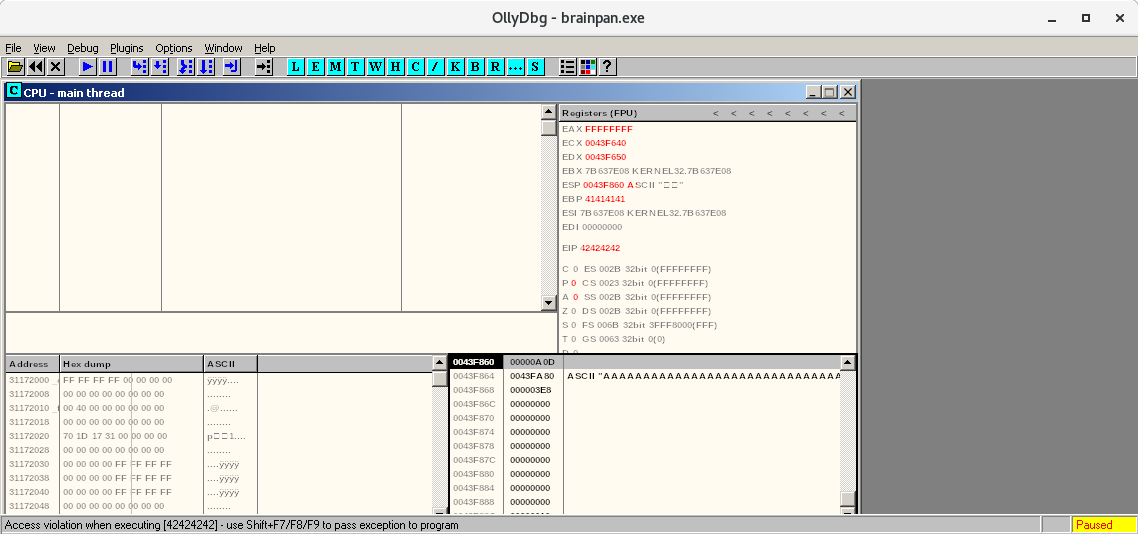 OllyDbg - brainpan.exe
File View Debug Plugins Options Window Help
L E M T W H C / K B R ... S ?
C CPU - main thread
Registers (FPU) < < < < < < < <
EAX FFFFFFFF
ECX 0043F640
EDX 0043F650
EBX 7B637E08 KERNEL32.7B637E08
ESP 0043F860 ASCII "□□"
EBP 41414141
ESI 7B637E08 KERNEL32.7B637E08
EDI 00000000
EIP 42424242
C 0 ES 002B 32bit 0(FFFFFFFF)
P 0 CS 0023 32bit 0(FFFFFFFF)
A 0 SS 002B 32bit 0(FFFFFFFF)
Z 0 DS 002B 32bit 0(FFFFFFFF)
S 0 FS 006B 32bit 3FFF8000(FFF)
T 0 GS 0063 32bit 0(0)
Address Hex dump ASCII
31172000 FF FF FF FF 00 00 00 00 ÿÿÿÿ....
31172008 00 00 00 00 00 00 00 00 ........
31172010 00 40 00 00 00 00 00 00 .@......
31172018 00 00 00 00 00 00 00 00 ........
31172020 70 1D 17 31 00 00 00 00 p□□1....
31172028 00 00 00 00 00 00 00 00 ........
31172030 00 00 00 00 FF FF FF FF ....ÿÿÿÿ
31172038 00 00 00 00 FF FF FF FF ....ÿÿÿÿ
31172040 00 00 00 00 FF FF FF FF ....ÿÿÿÿ
31172048 00 00 00 00 00 00 00 00 ........
0043F860 00000A0D
0043F864 0043FA80 ASCII "AAAAAAAAAAAAAAAAAAAAAAAAAAAAAA
0043F868 000003E8
0043F86C 00000000
0043F870 00000000
0043F874 00000000
0043F878 00000000
0043F87C 00000000
0043F880 00000000
0043F884 00000000
0043F888 00000000
Access violation when executing [42424242] - use Shift+F7/F8/F9 to pass exception to program
Paused